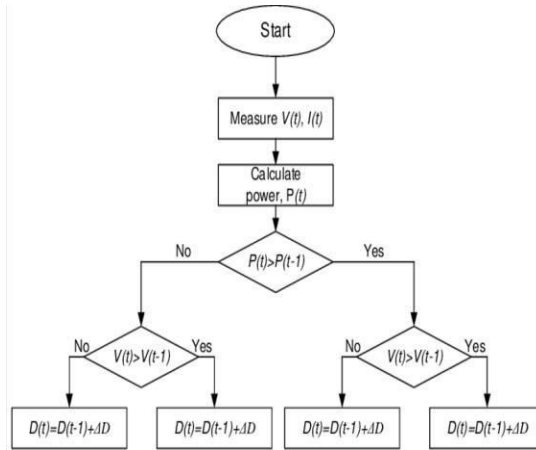 Start
Measure V(t), I(t)
Calculate
power, P(t)
P(t)>P(t-1)
No
Yes
V(t)>V(t-1)
No
Yes
V(t)>V(t-1)
No
Yes
D(t)=D(t-1)+ΔD
D(t)=D(t-1)+ΔD
D(t)=D(t-1)+ΔD
D(t)=D(t-1)+ΔD